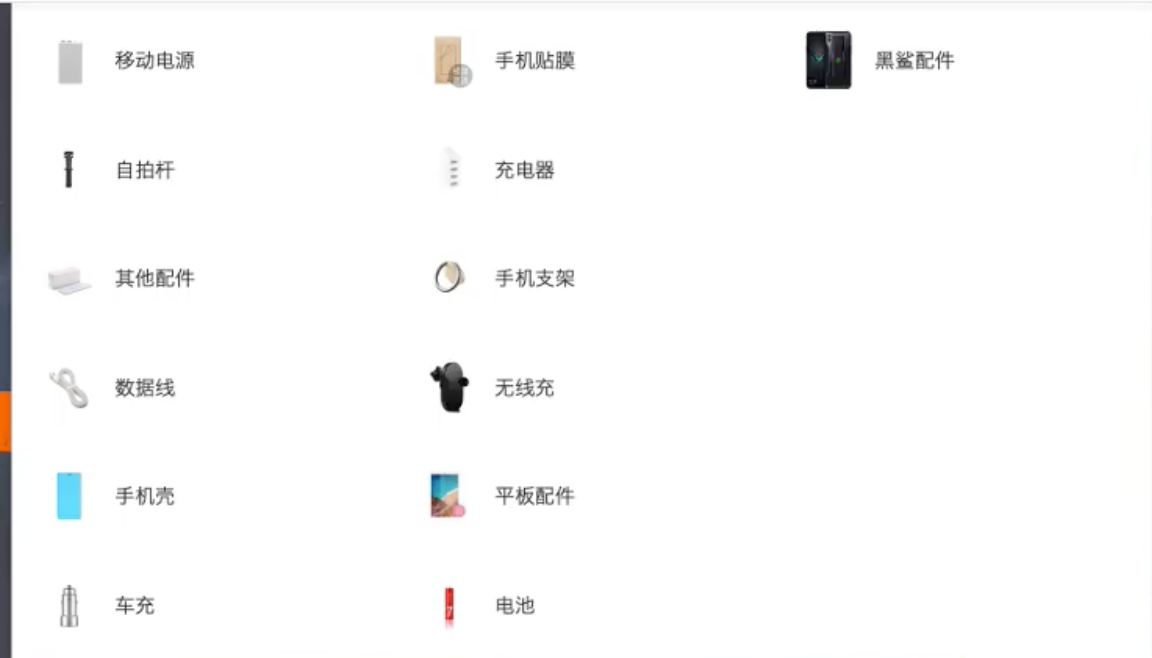 移动电源
手机贴膜
黑鲨配件
自拍杆
充电器
其他配件
手机支架
数据线
无线充
手机壳
平板配件
车充
电池
7